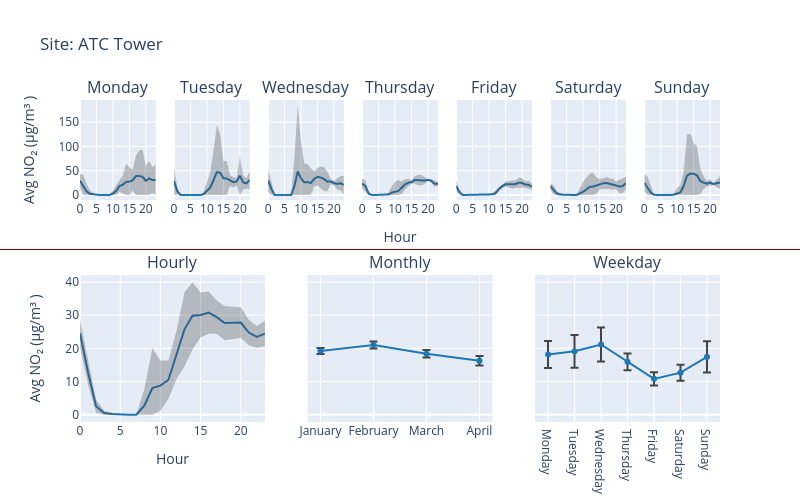 Site: ATC Tower
Monday Tuesday Wednesday Thursday Friday Saturday Sunday
Avg NO₂ (μg/m³ )
150
100
50
0
0 5 10 15 20 0 5 10 15 20 0 5 10 15 20 0 5 10 15 20 0 5 10 15 20 0 5 10 15 20 0 5 10 15 20
Hour
Hourly Monthly Weekday
Avg NO₂ (μg/m³ )
40
30
20
10
0
0 5 10 15 20
Hour
January February March April
Monday
Tuesday
Wednesday
Thursday
Friday
Saturday
Sunday